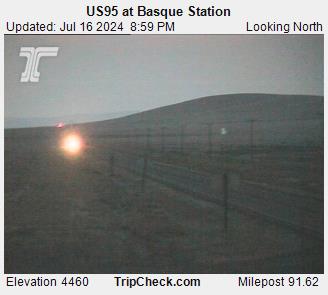 US95 at Basque Station
Updated: Jul 16 2024 8:59 PM Looking North
Elevation 4460 TripCheck.com Milepost 91.62